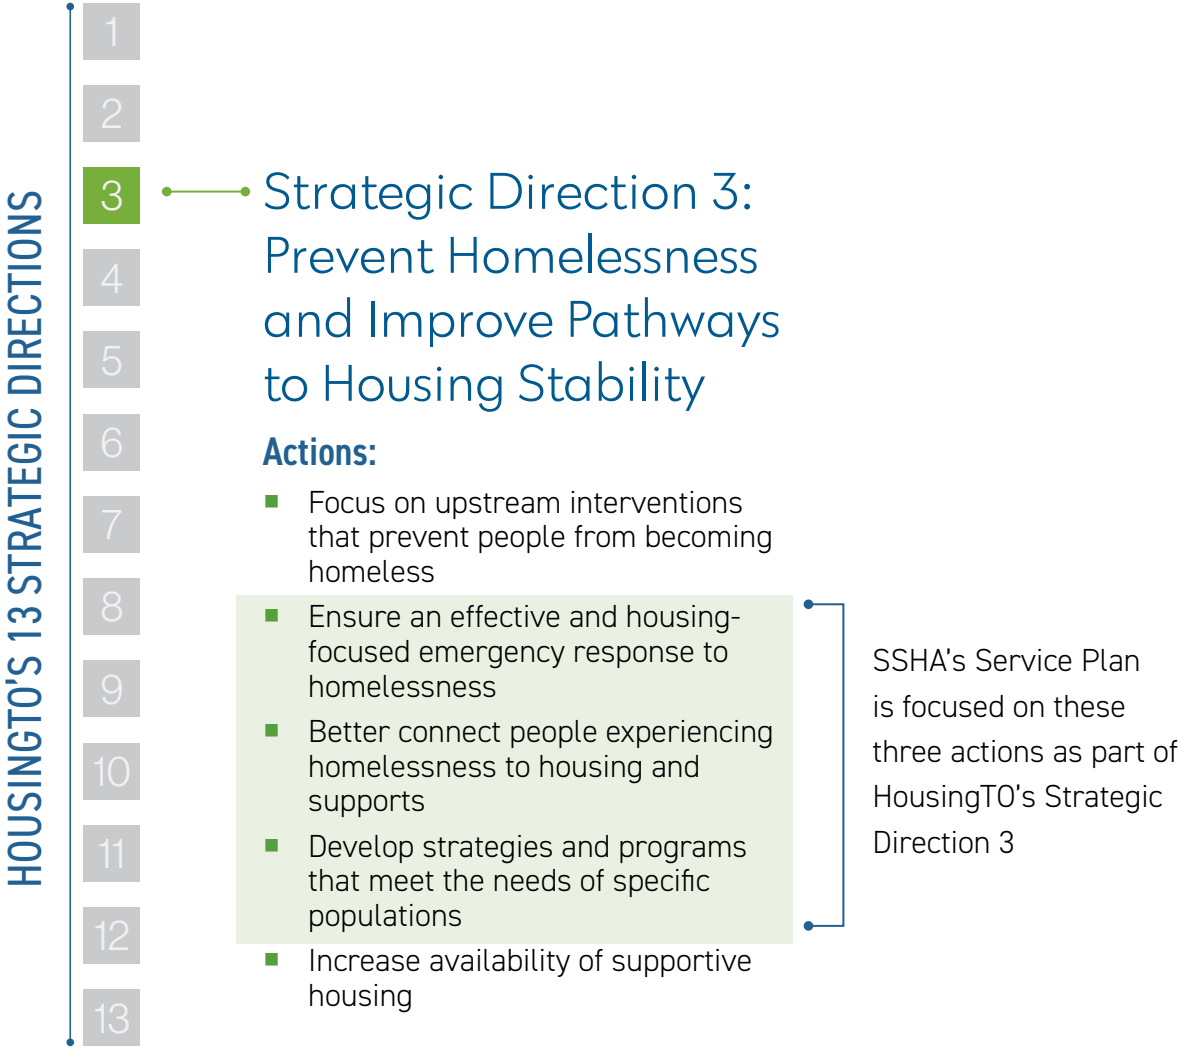 HOUSINGTO'S 13 STRATEGIC DIRECTIONS
1
2
3
4
5
6
7
8
9
10
11
12
13
Strategic Direction 3:
Prevent Homelessness
and Improve Pathways
to Housing Stability
Actions:
Focus on upstream interventions
that prevent people from becoming
homeless
Ensure an effective and housing-
focused emergency response to
homelessness
Better connect people experiencing
homelessness to housing and
supports
Develop strategies and programs
that meet the needs of specific
populations
Increase availability of supportive
housing
SSHA's Service Plan
is focused on these
three actions as part of
HousingTO's Strategic
Direction 3